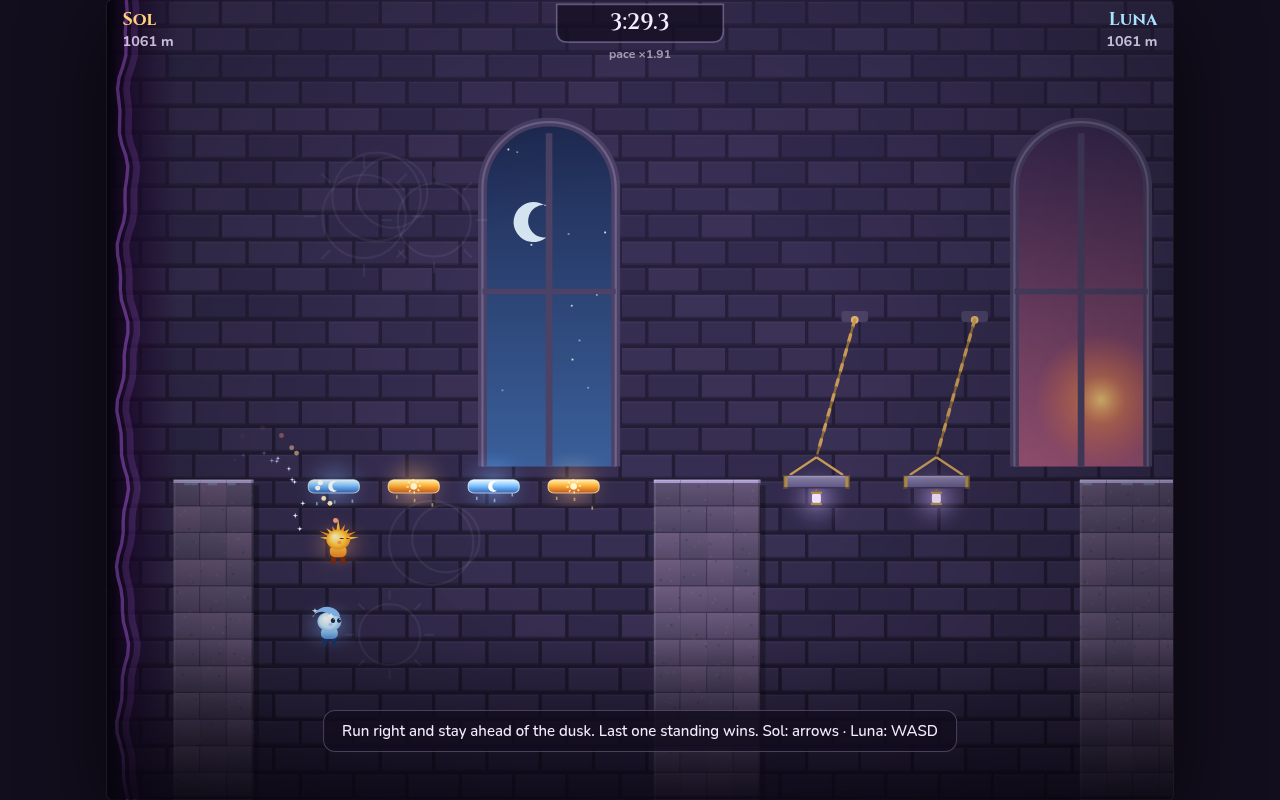 SOL
1061 m
3:29.3
pace ×1.91
LUNA
1061 m
Run right and stay ahead of the dusk. Last one standing wins. Sol: arrows · Luna: WASD